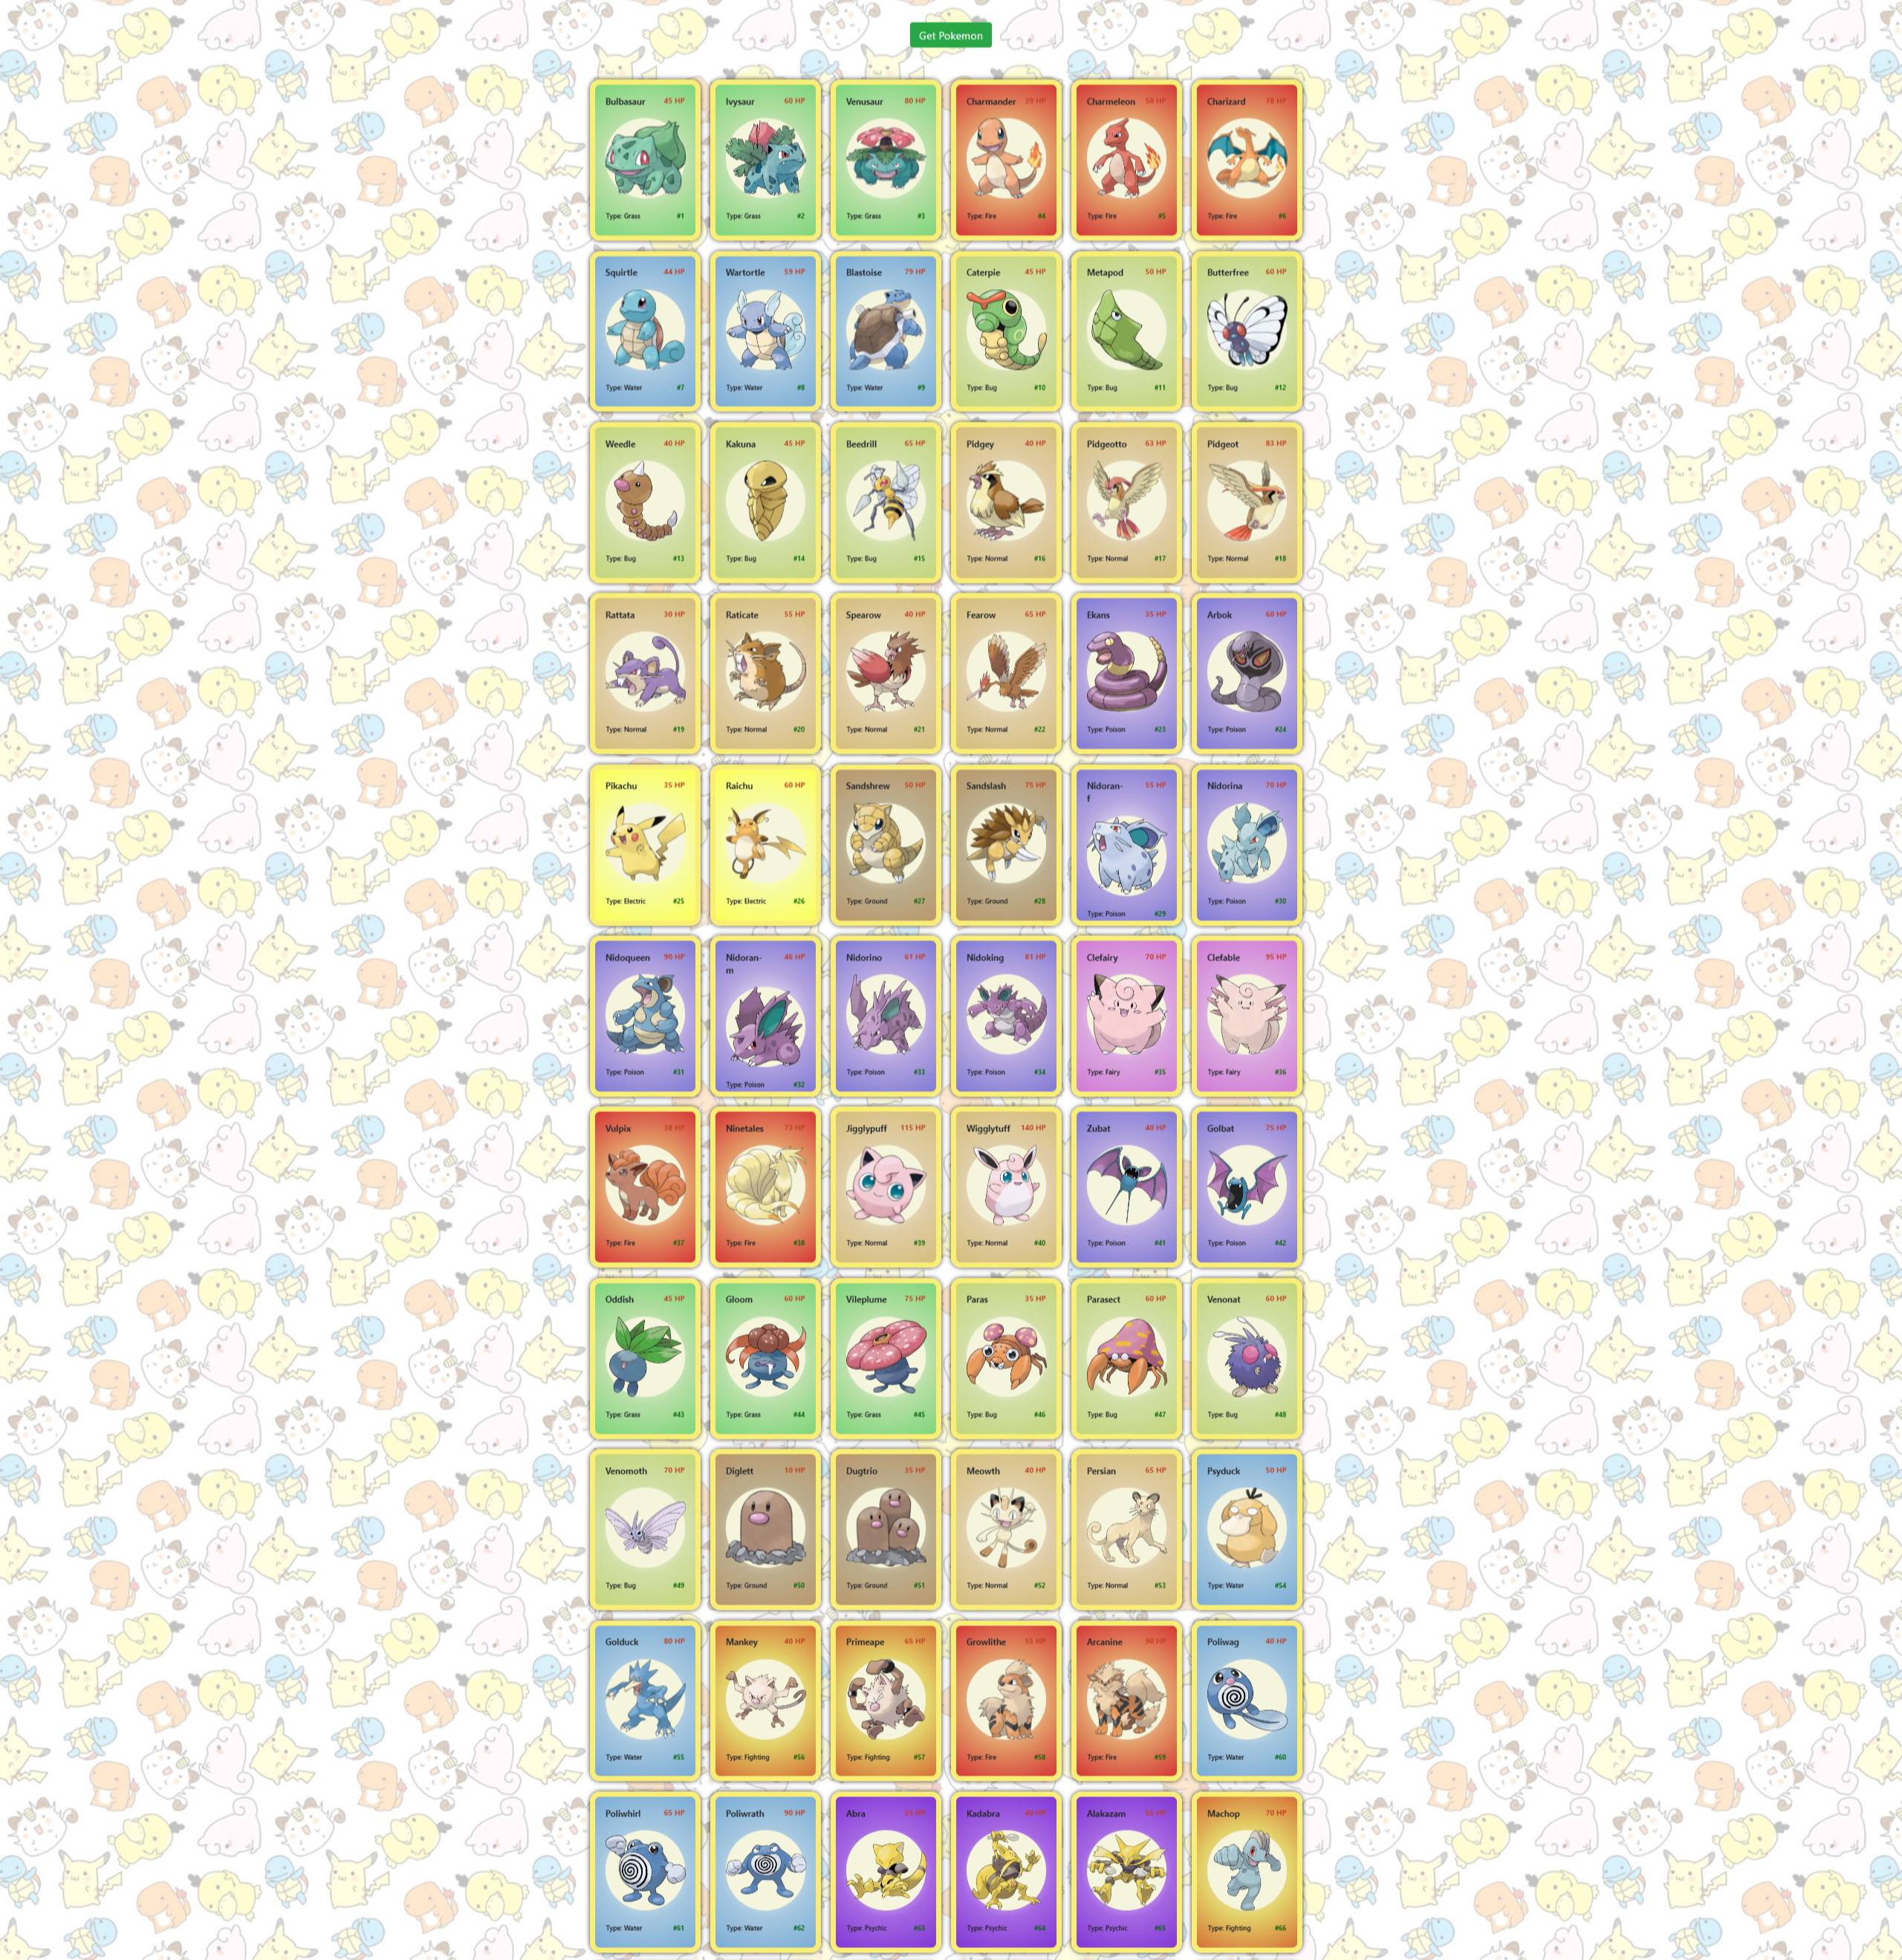 Get Pokemon
Bulbasaur 45 HP
Type: Grass #1
Ivysaur 60 HP
Type: Grass #2
Venusaur 80 HP
Type: Grass #3
Charmander 39 HP
Type: Fire #4
Charmeleon 58 HP
Type: Fire #5
Charizard 78 HP
Type: Fire #6
Squirtle 44 HP
Type: Water #7
Wartortle 59 HP
Type: Water #8
Blastoise 79 HP
Type: Water #9
Caterpie 45 HP
Type: Bug #10
Metapod 50 HP
Type: Bug #11
Butterfree 60 HP
Type: Bug #12
Weedle 40 HP
Type: Bug #13
Kakuna 45 HP
Type: Bug #14
Beedrill 65 HP
Type: Bug #15
Pidgey 40 HP
Type: Normal #16
Pidgeotto 63 HP
Type: Normal #17
Pidgeot 83 HP
Type: Normal #18
Rattata 30 HP
Type: Normal #19
Raticate 55 HP
Type: Normal #20
Spearow 40 HP
Type: Normal #21
Fearow 65 HP
Type: Normal #22
Ekans 35 HP
Type: Poison #23
Arbok 60 HP
Type: Poison #24
Pikachu 35 HP
Type: Electric #25
Raichu 60 HP
Type: Electric #26
Sandshrew 50 HP
Type: Ground #27
Sandslash 75 HP
Type: Ground #28
Nidoran- 55 HP
f
Type: Poison #29
Nidorina 70 HP
Type: Poison #30
Nidoqueen 90 HP
Type: Poison #31
Nidoran- 46 HP
m
Type: Poison #32
Nidorino 61 HP
Type: Poison #33
Nidoking 81 HP
Type: Poison #34
Clefairy 70 HP
Type: Fairy #35
Clefable 95 HP
Type: Fairy #36
Vulpix 38 HP
Type: Fire #37
Ninetales 73 HP
Type: Fire #38
Jigglypuff 115 HP
Type: Normal #39
Wigglytuff 140 HP
Type: Normal #40
Zubat 40 HP
Type: Poison #41
Golbat 75 HP
Type: Poison #42
Oddish 45 HP
Type: Grass #43
Gloom 60 HP
Type: Grass #44
Vileplume 75 HP
Type: Grass #45
Paras 35 HP
Type: Bug #46
Parasect 60 HP
Type: Bug #47
Venonat 60 HP
Type: Bug #48
Venomoth 70 HP
Type: Bug #49
Diglett 10 HP
Type: Ground #50
Dugtrio 35 HP
Type: Ground #51
Meowth 40 HP
Type: Normal #52
Persian 65 HP
Type: Normal #53
Psyduck 50 HP
Type: Water #54
Golduck 80 HP
Type: Water #55
Mankey 40 HP
Type: Fighting #56
Primeape 65 HP
Type: Fighting #57
Growlithe 55 HP
Type: Fire #58
Arcanine 90 HP
Type: Fire #59
Poliwag 40 HP
Type: Water #60
Poliwhirl 65 HP
Type: Water #61
Poliwrath 90 HP
Type: Water #62
Abra 25 HP
Type: Psychic #63
Kadabra 40 HP
Type: Psychic #64
Alakazam 55 HP
Type: Psychic #65
Machop 70 HP
Type: Fighting #66